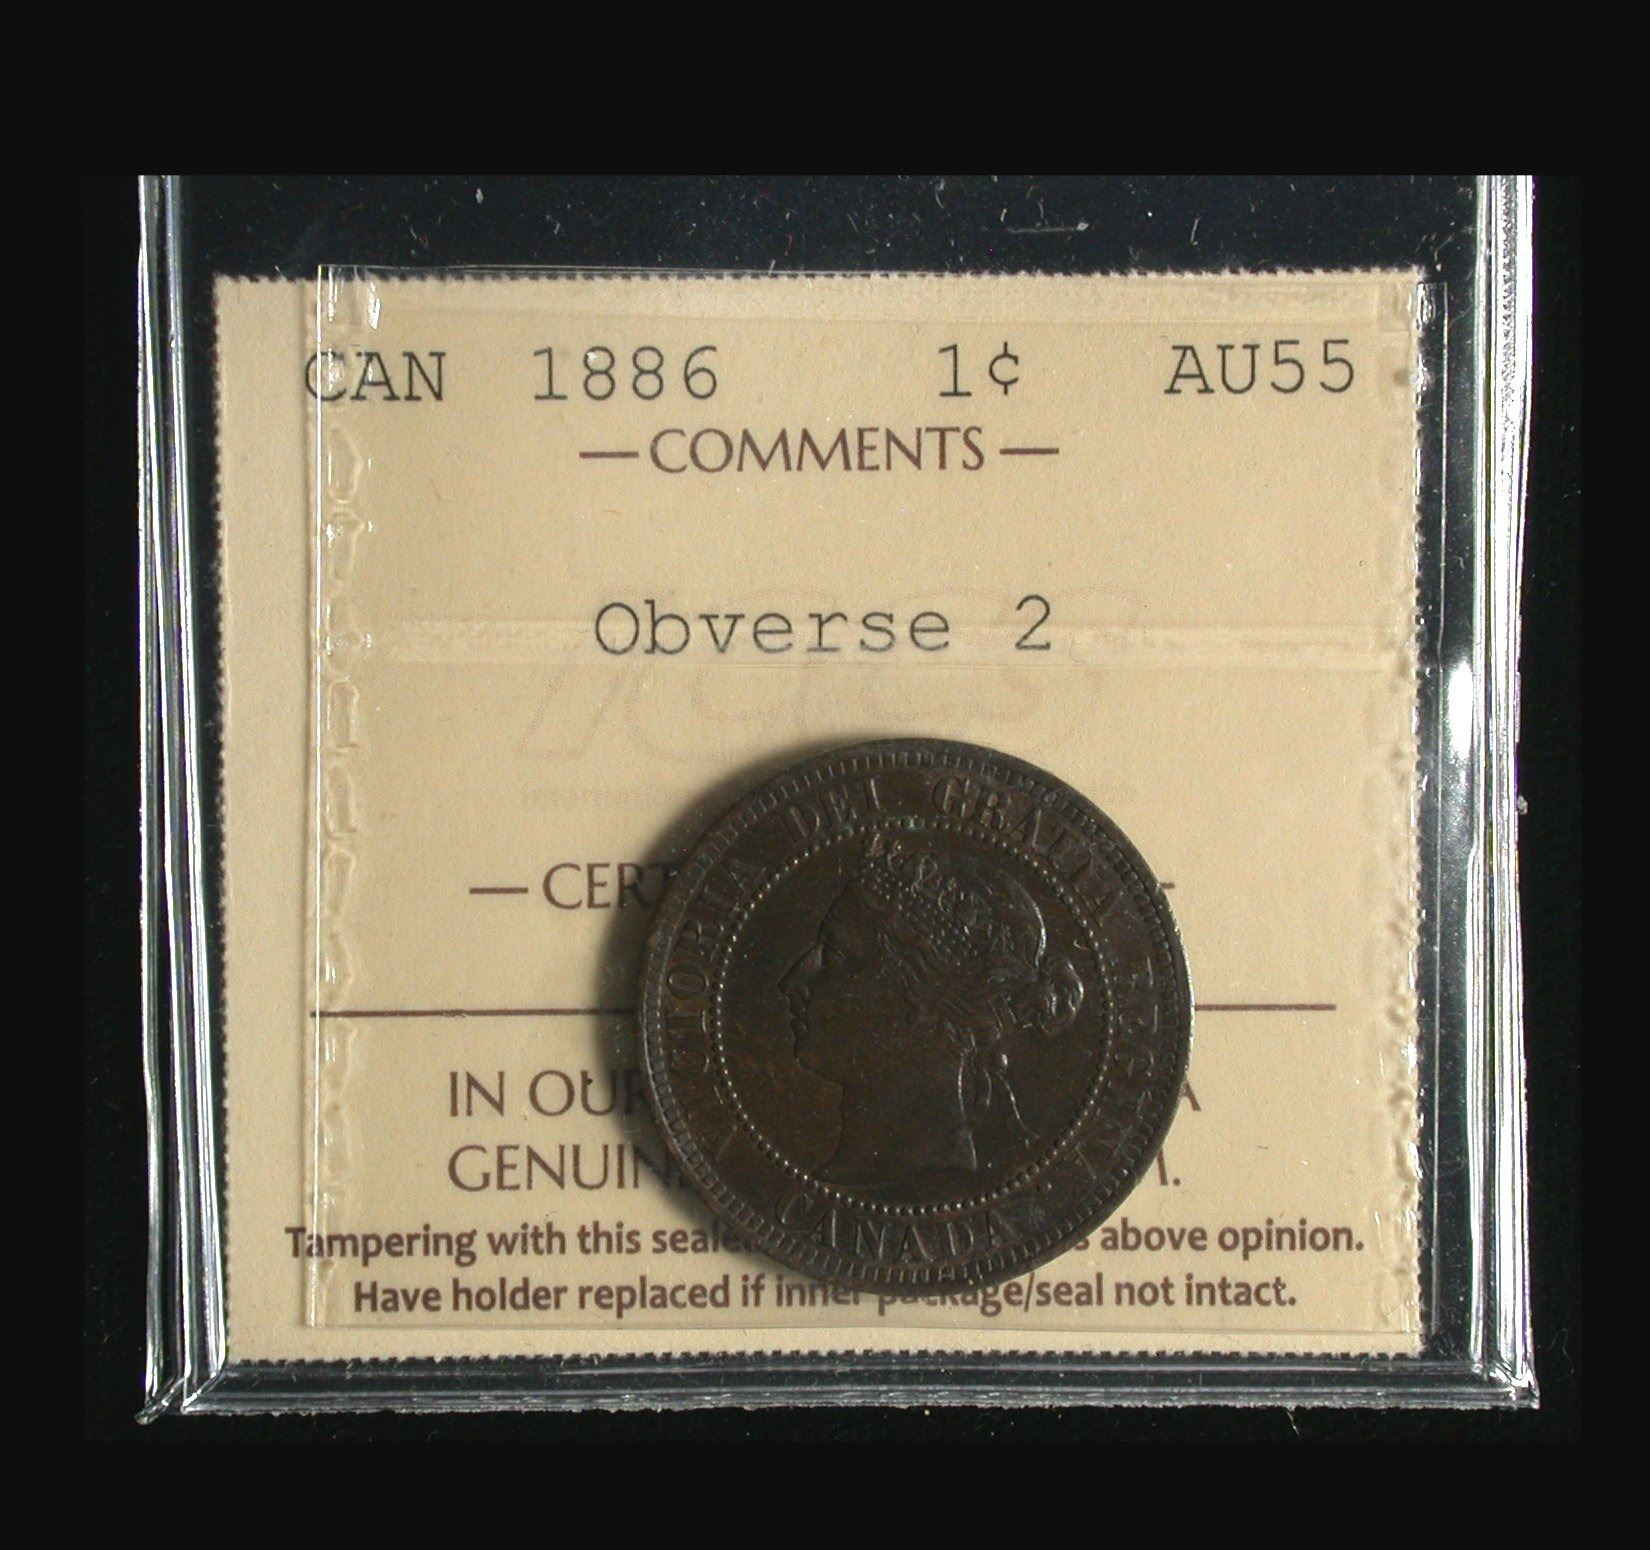 CAN 1886 1¢ AU55
— COMMENTS —
Obverse 2
ICCS
— CERT
IN OUR A
GENUIN M.
Tampering with this seale s above opinion.
Have holder replaced if inner package/seal not intact.
VICTORIA DEI GRATIA REGINA
CANADA